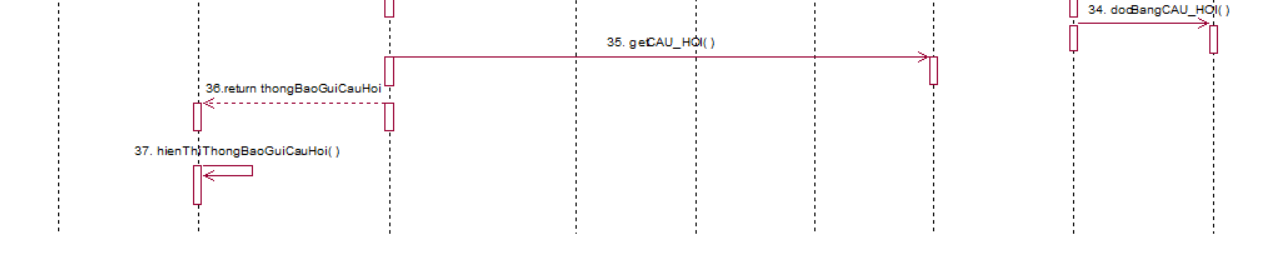 34. docBangCAU_HOI( )
35. getCAU_HOI( )
36.return thongBaoGuiCauHoi
37. hienThiThongBaoGuiCauHoi( )